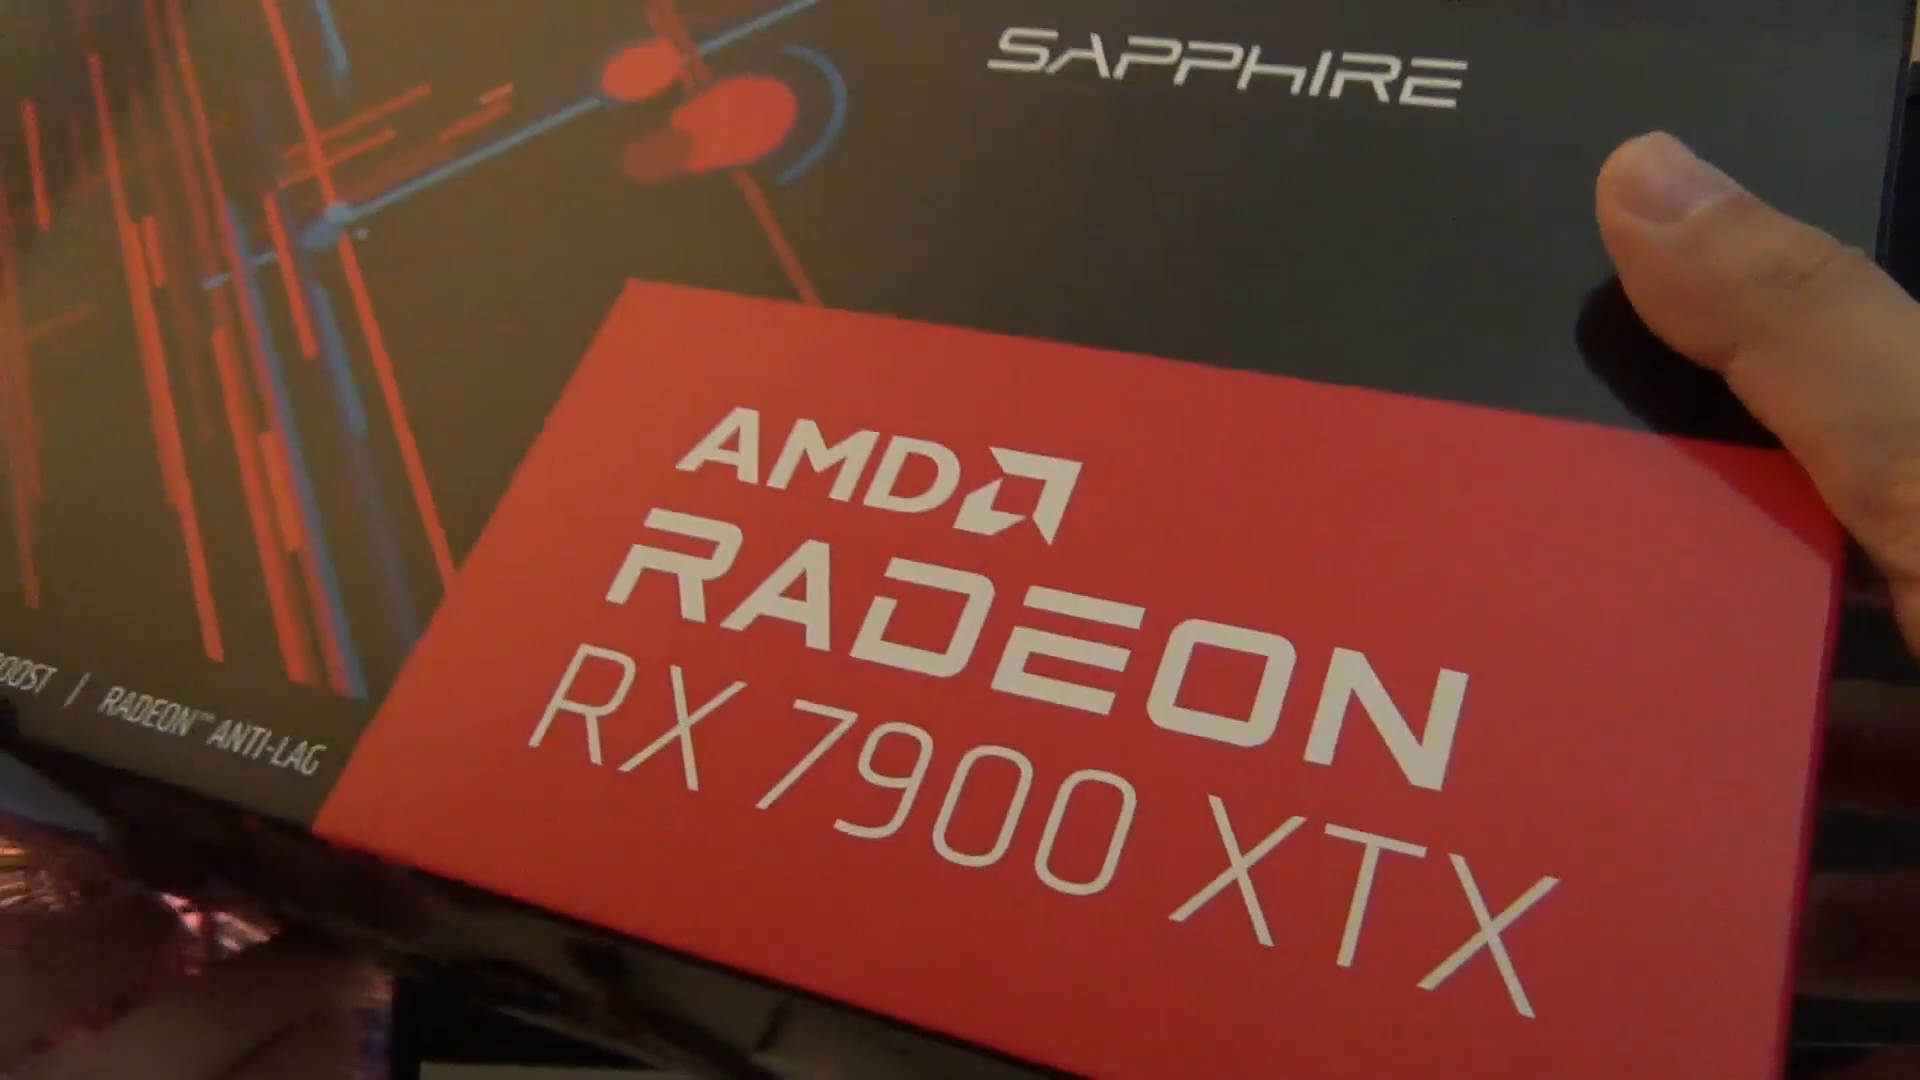 SAPPHIRE
AMD
RADEON
RX 7900 XTX
| RADEON™ ANTI-LAG